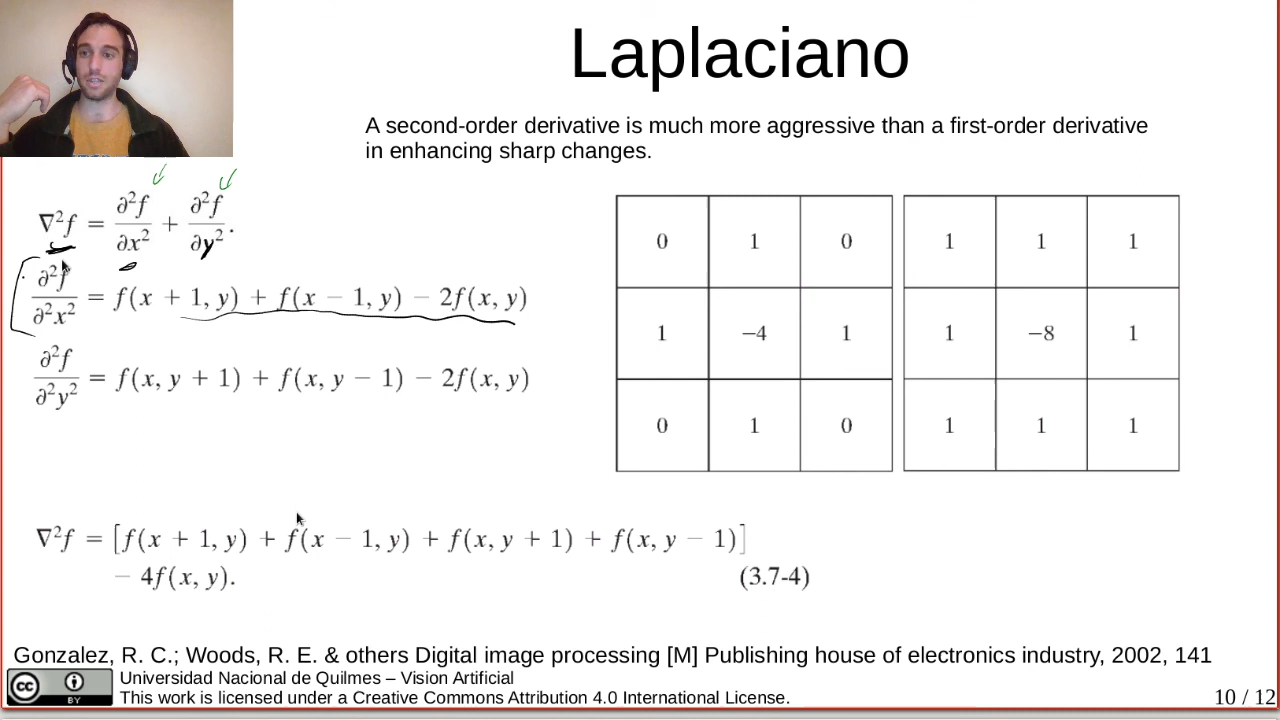 Laplaciano
A second-order derivative is much more aggressive than a first-order derivative
in enhancing sharp changes.
∇²f = ∂²f/∂x² + ∂²f/∂y².
∂²f/∂²x² = f(x + 1, y) + f(x − 1, y) − 2f(x, y)
∂²f/∂²y² = f(x, y + 1) + f(x, y − 1) − 2f(x, y)
0 1 0 1 1 1
1 −4 1 1 −8 1
0 1 0 1 1 1
∇²f = [f(x + 1, y) + f(x − 1, y) + f(x, y + 1) + f(x, y − 1)]
− 4f(x, y). (3.7-4)
Gonzalez, R. C.; Woods, R. E. & others Digital image processing [M] Publishing house of electronics industry, 2002, 141
cc BY
Universidad Nacional de Quilmes – Vision Artificial
This work is licensed under a Creative Commons Attribution 4.0 International License.
10 / 12